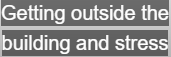 Getting outside the
building and stress